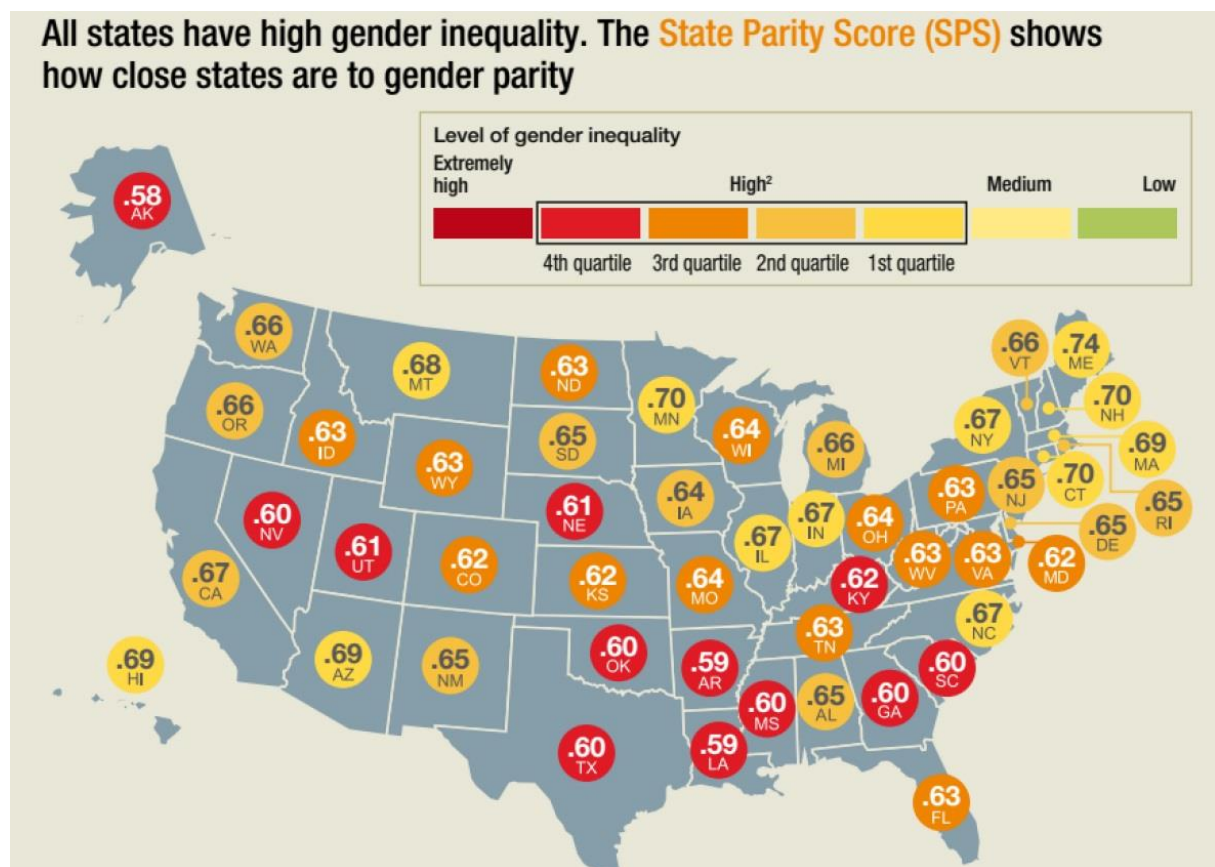 All states have high gender inequality. The State Parity Score (SPS) shows
how close states are to gender parity
Level of gender inequality
Extremely
high
High²
Medium
Low
4th quartile
3rd quartile
2nd quartile
1st quartile
.58
AK
.66
WA
.68
MT
.63
ND
.70
MN
.66
VT
.74
ME
.70
NH
.67
NY
.69
MA
.66
OR
.63
ID
.63
WY
.65
SD
.64
WI
.66
MI
.65
NJ
.70
CT
.65
RI
.60
NV
.61
UT
.62
CO
.61
NE
.64
IA
.67
IL
.67
IN
.64
OH
.63
PA
.65
DE
.62
MD
.67
CA
.62
KS
.64
MO
.62
KY
.63
WV
.63
VA
.69
HI
.69
AZ
.65
NM
.60
OK
.59
AR
.63
TN
.67
NC
.60
TX
.59
LA
.60
MS
.65
AL
.60
GA
.60
SC
.63
FL